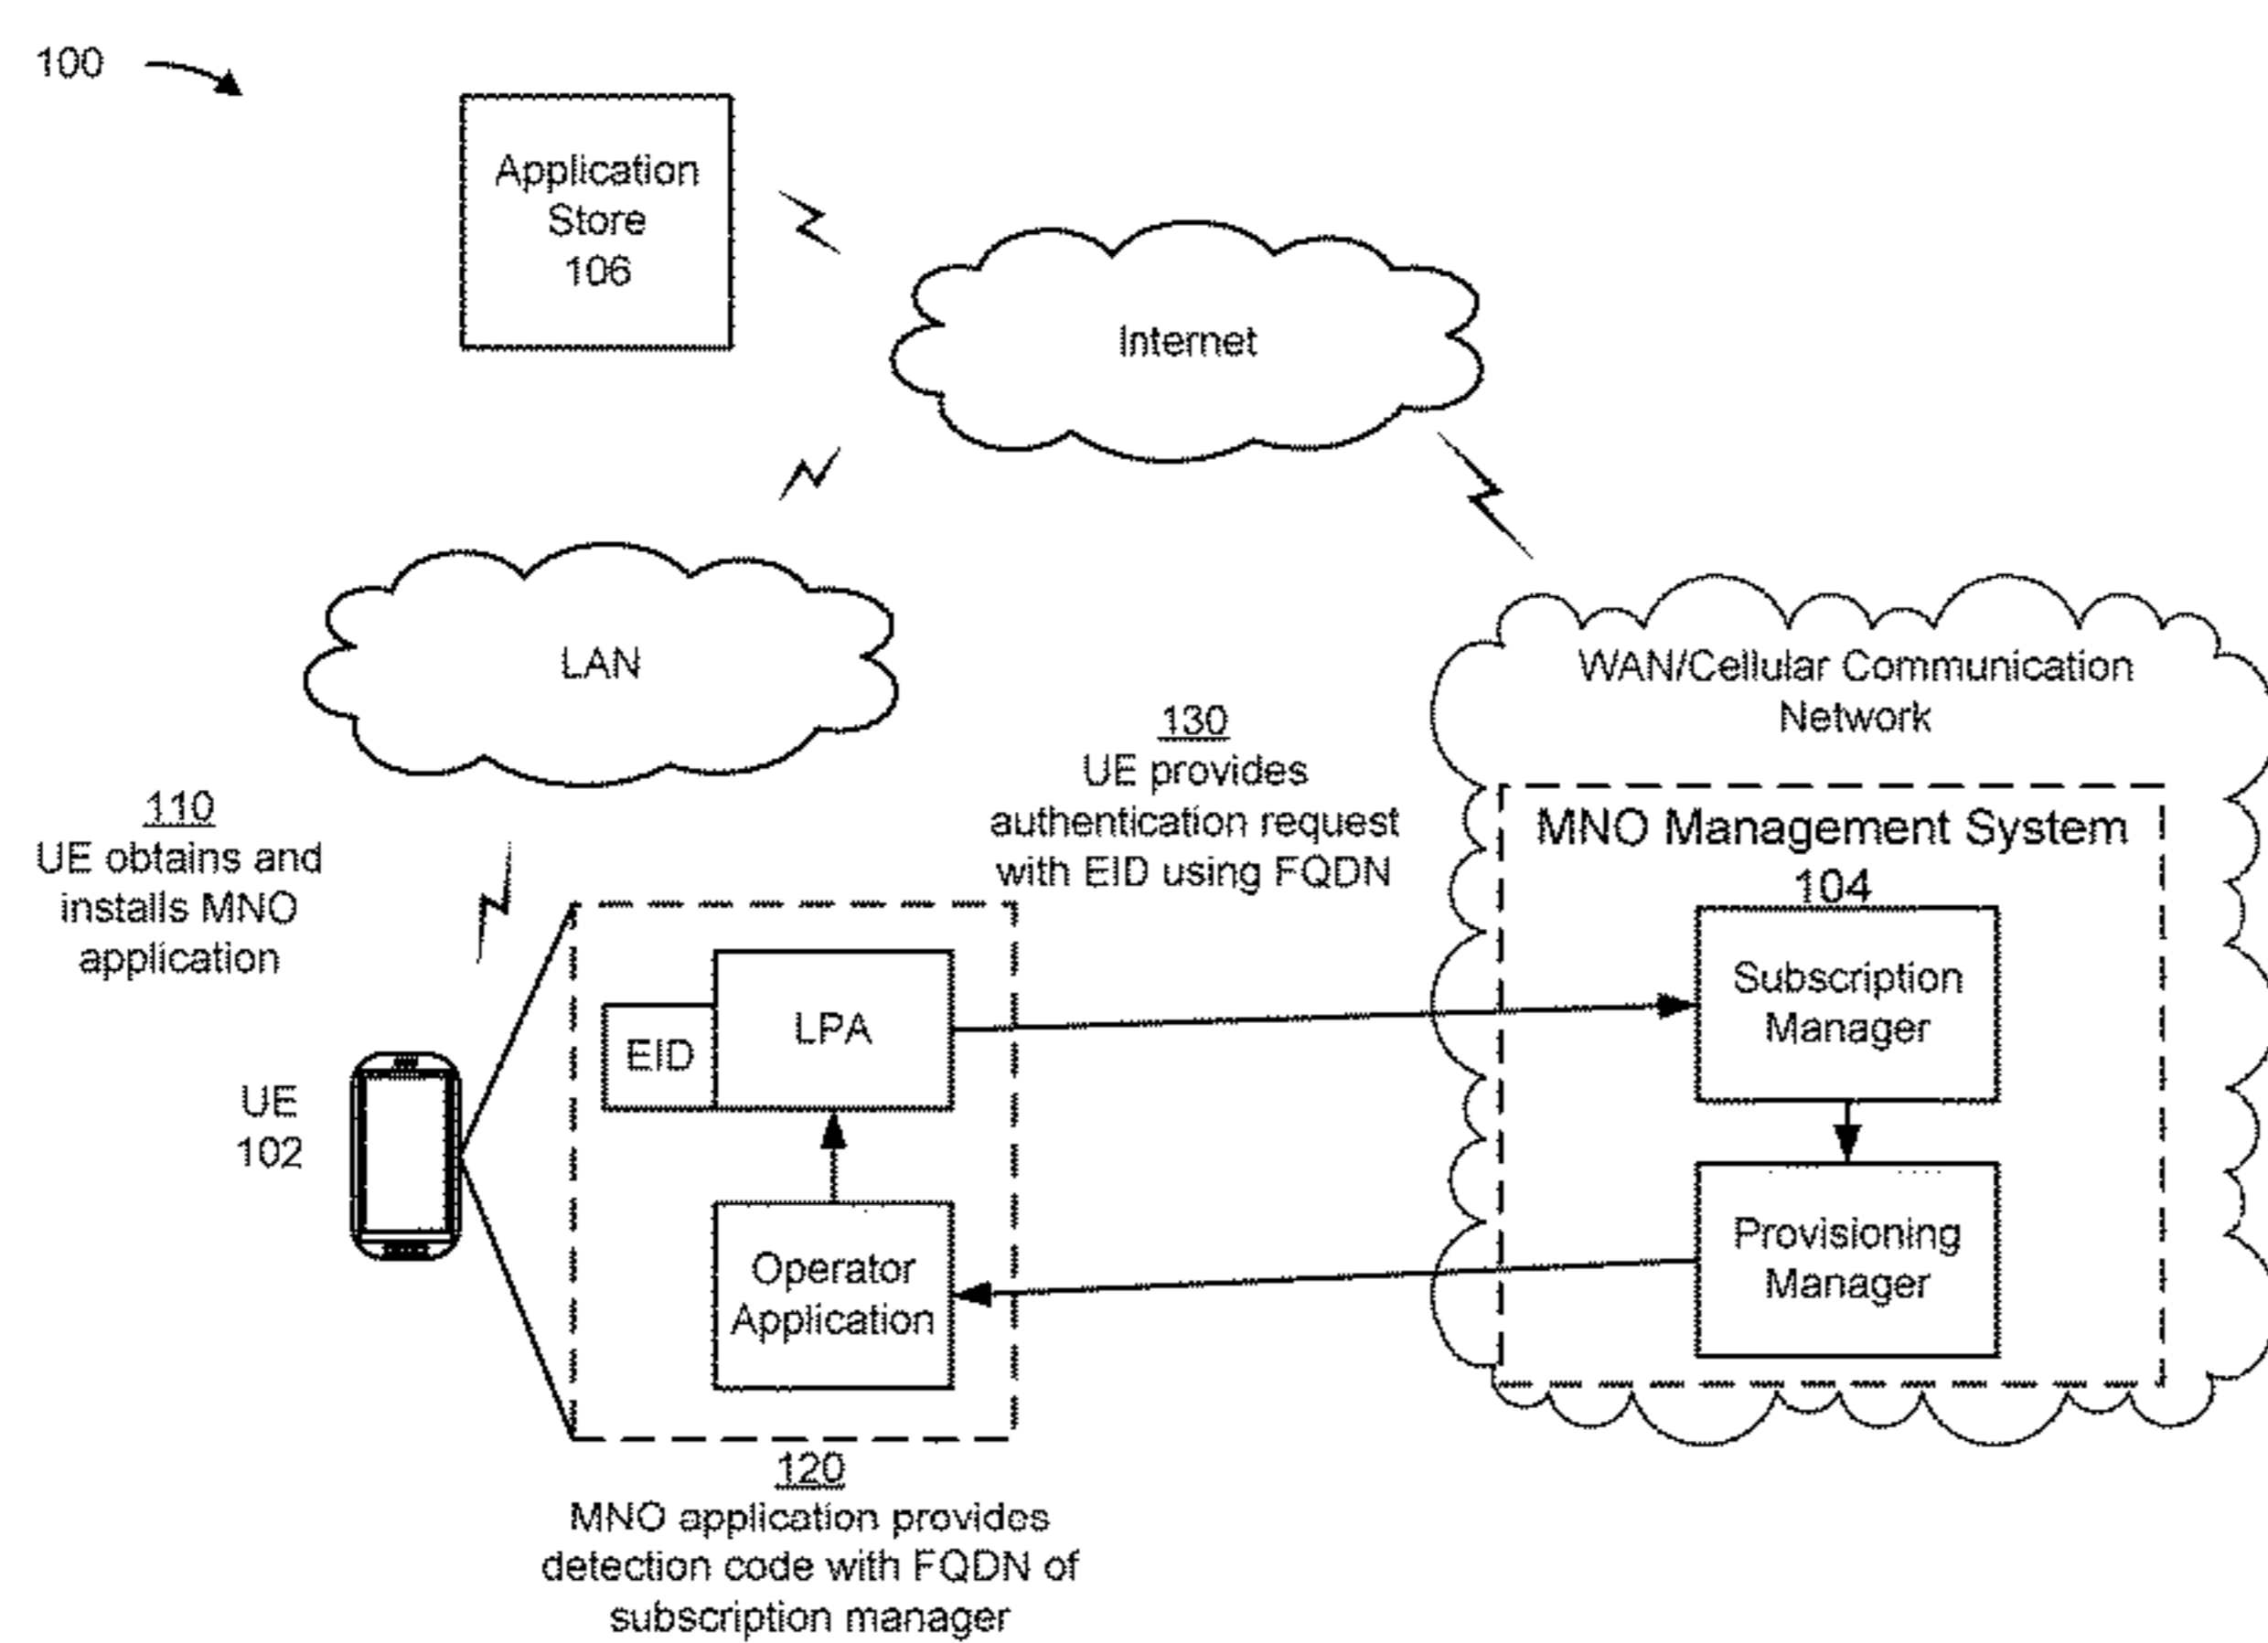 100
Application
Store
106
Internet
LAN
WAN/Cellular Communication
Network
130
UE provides
authentication request
with EID using FQDN
110
UE obtains and
installs MNO
application
MNO Management System
104
Subscription
Manager
LPA
EID
UE
102
Provisioning
Manager
Operator
Application
120
MNO application provides
detection code with FQDN of
subscription manager